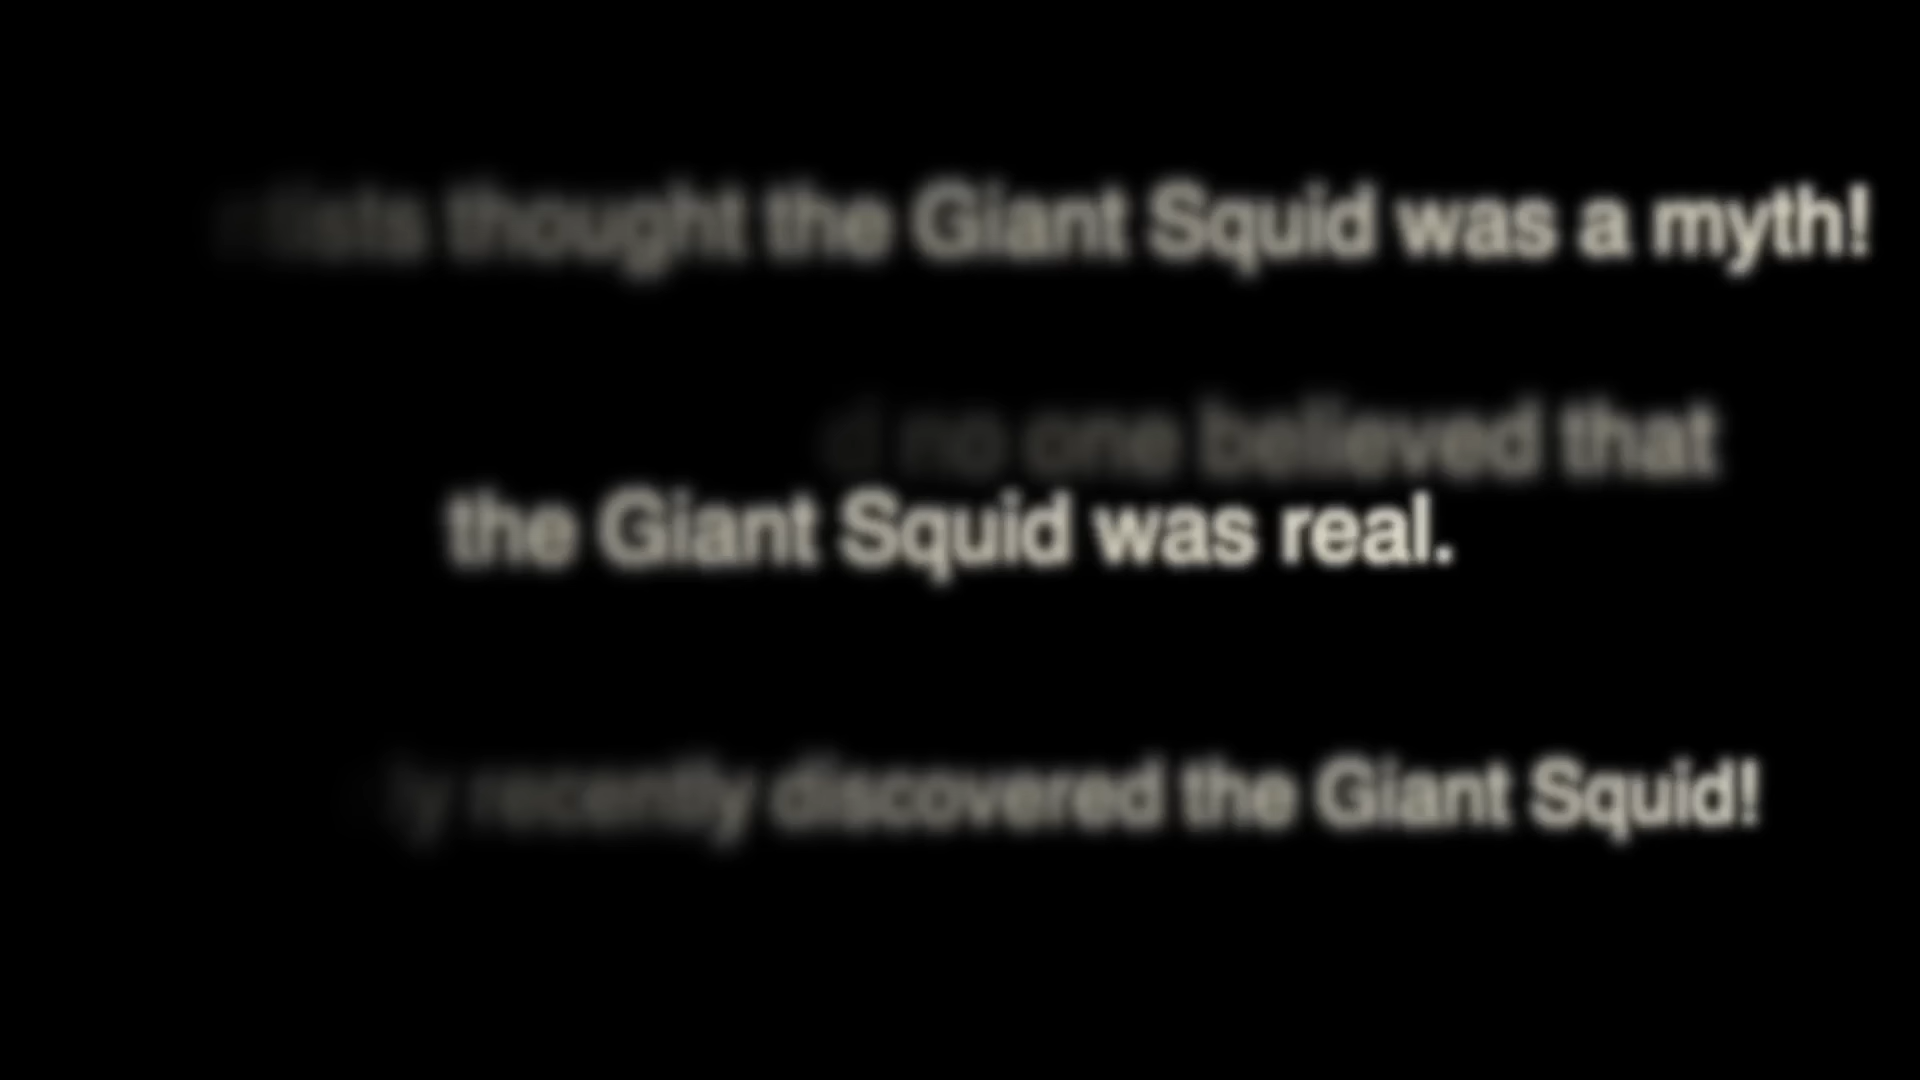 thought the Giant Squid was a myth!
no one believed that
the Giant Squid was real.
recently discovered the Giant Squid!